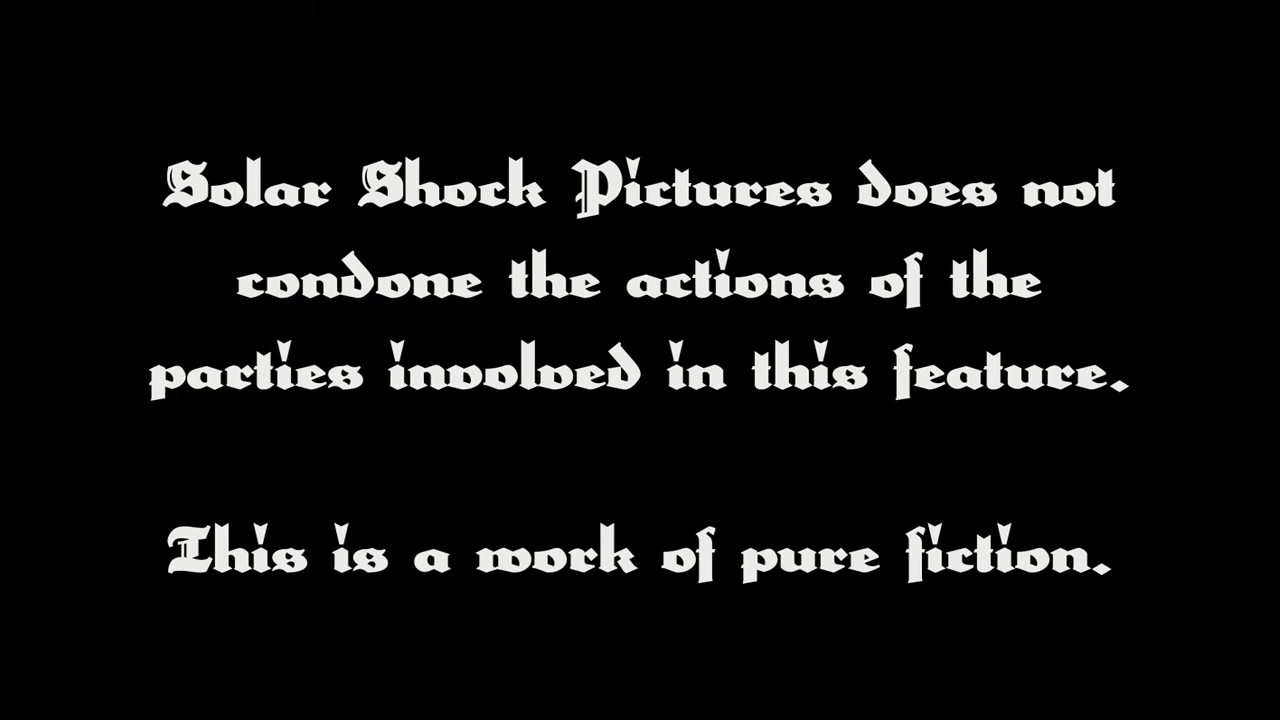 Solar Shock Pictures does not
condone the actions of the
parties involved in this feature.
This is a work of pure fiction.